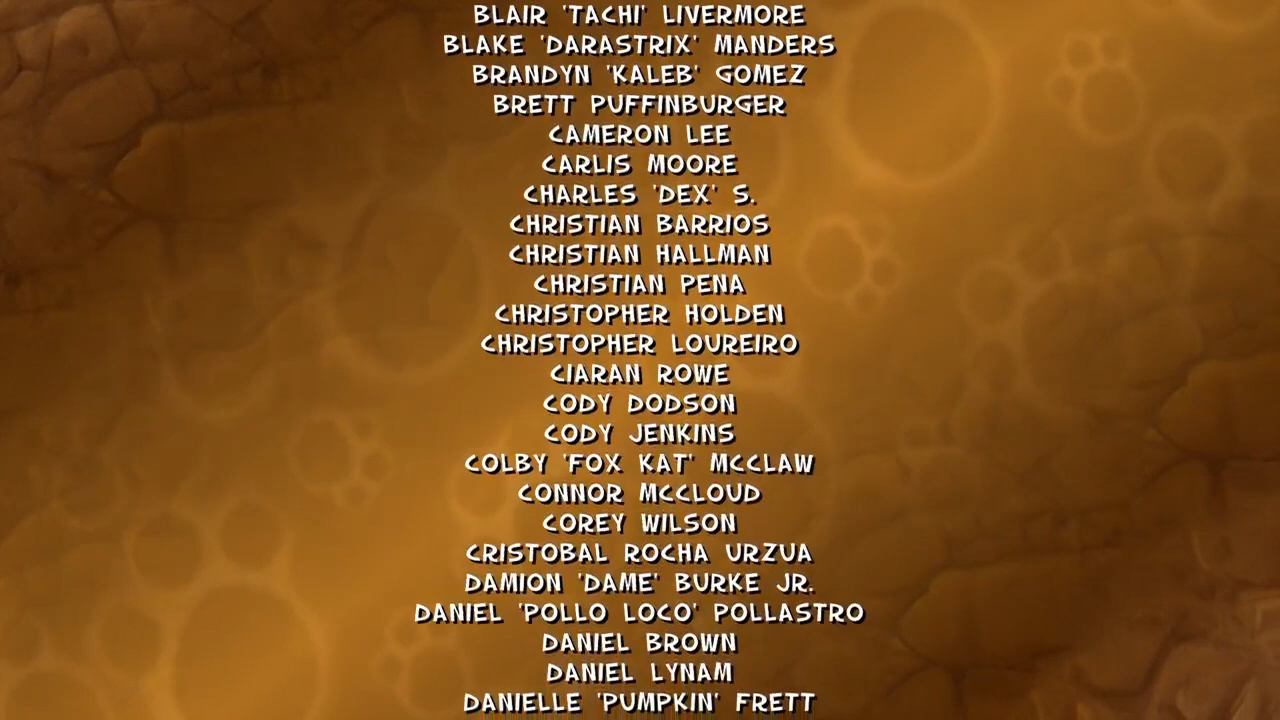 BLAIR 'TACHI' LIVERMORE
BLAKE 'DARASTRIX' MANDERS
BRANDYN 'KALEB' GOMEZ
BRETT PUFFINBURGER
CAMERON LEE
CARLIS MOORE
CHARLES 'DEX' S.
CHRISTIAN BARRIOS
CHRISTIAN HALLMAN
CHRISTIAN PENA
CHRISTOPHER HOLDEN
CHRISTOPHER LOUREIRO
CIARAN ROWE
CODY DODSON
CODY JENKINS
COLBY 'FOX KAT' MCCLAW
CONNOR MCCLOUD
COREY WILSON
CRISTOBAL ROCHA URZUA
DAMION 'DAME' BURKE JR.
DANIEL 'POLLO LOCO' POLLASTRO
DANIEL BROWN
DANIEL LYNAM
DANIELLE 'PUMPKIN' FRETT